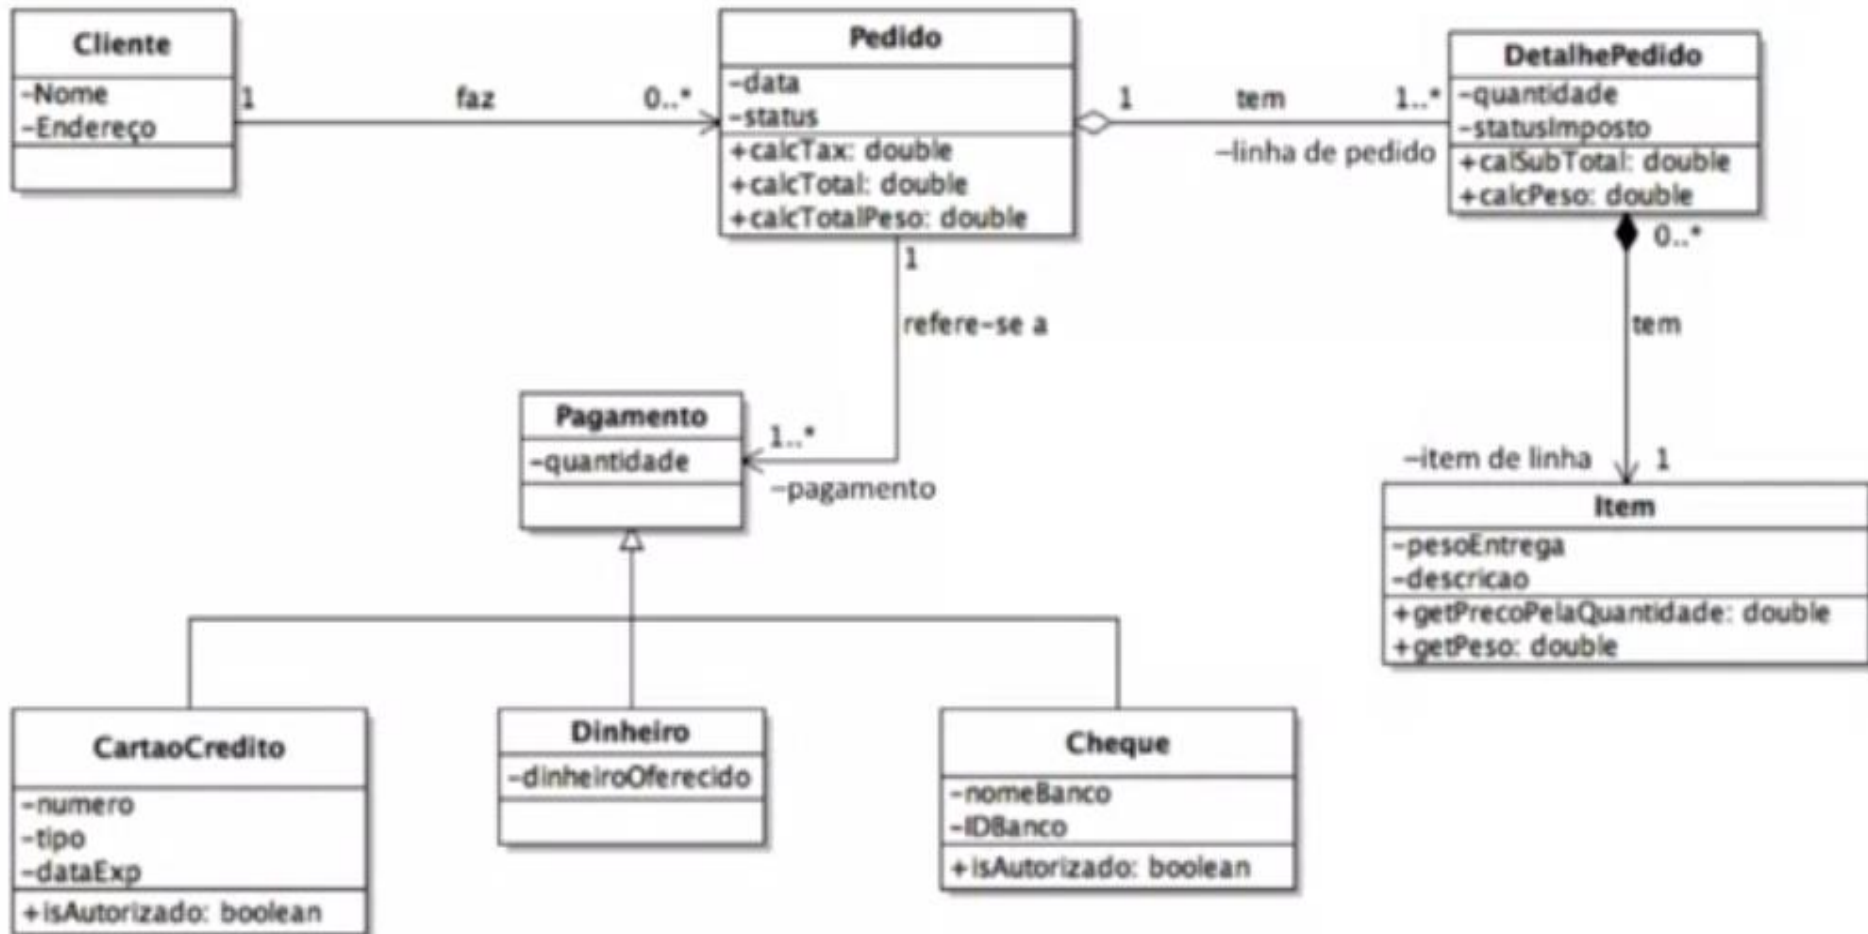 Cliente
-Nome
-Endereço
1
faz
0..*
Pedido
-data
-status
+calcTax: double
+calcTotal: double
+calcTotalPeso: double
1
tem
1..*
-linha de pedido
DetalhePedido
-quantidade
-statusImposto
+calSubTotal: double
+calcPeso: double
0..*
tem
-item de linha
1
Item
-pesoEntrega
-descricao
+getPrecoPelaQuantidade: double
+getPeso: double
1
refere-se a
1..*
-pagamento
Pagamento
-quantidade
CartaoCredito
-numero
-tipo
-dataExp
+isAutorizado: boolean
Dinheiro
-dinheiroOferecido
Cheque
-nomeBanco
-IDBanco
+isAutorizado: boolean